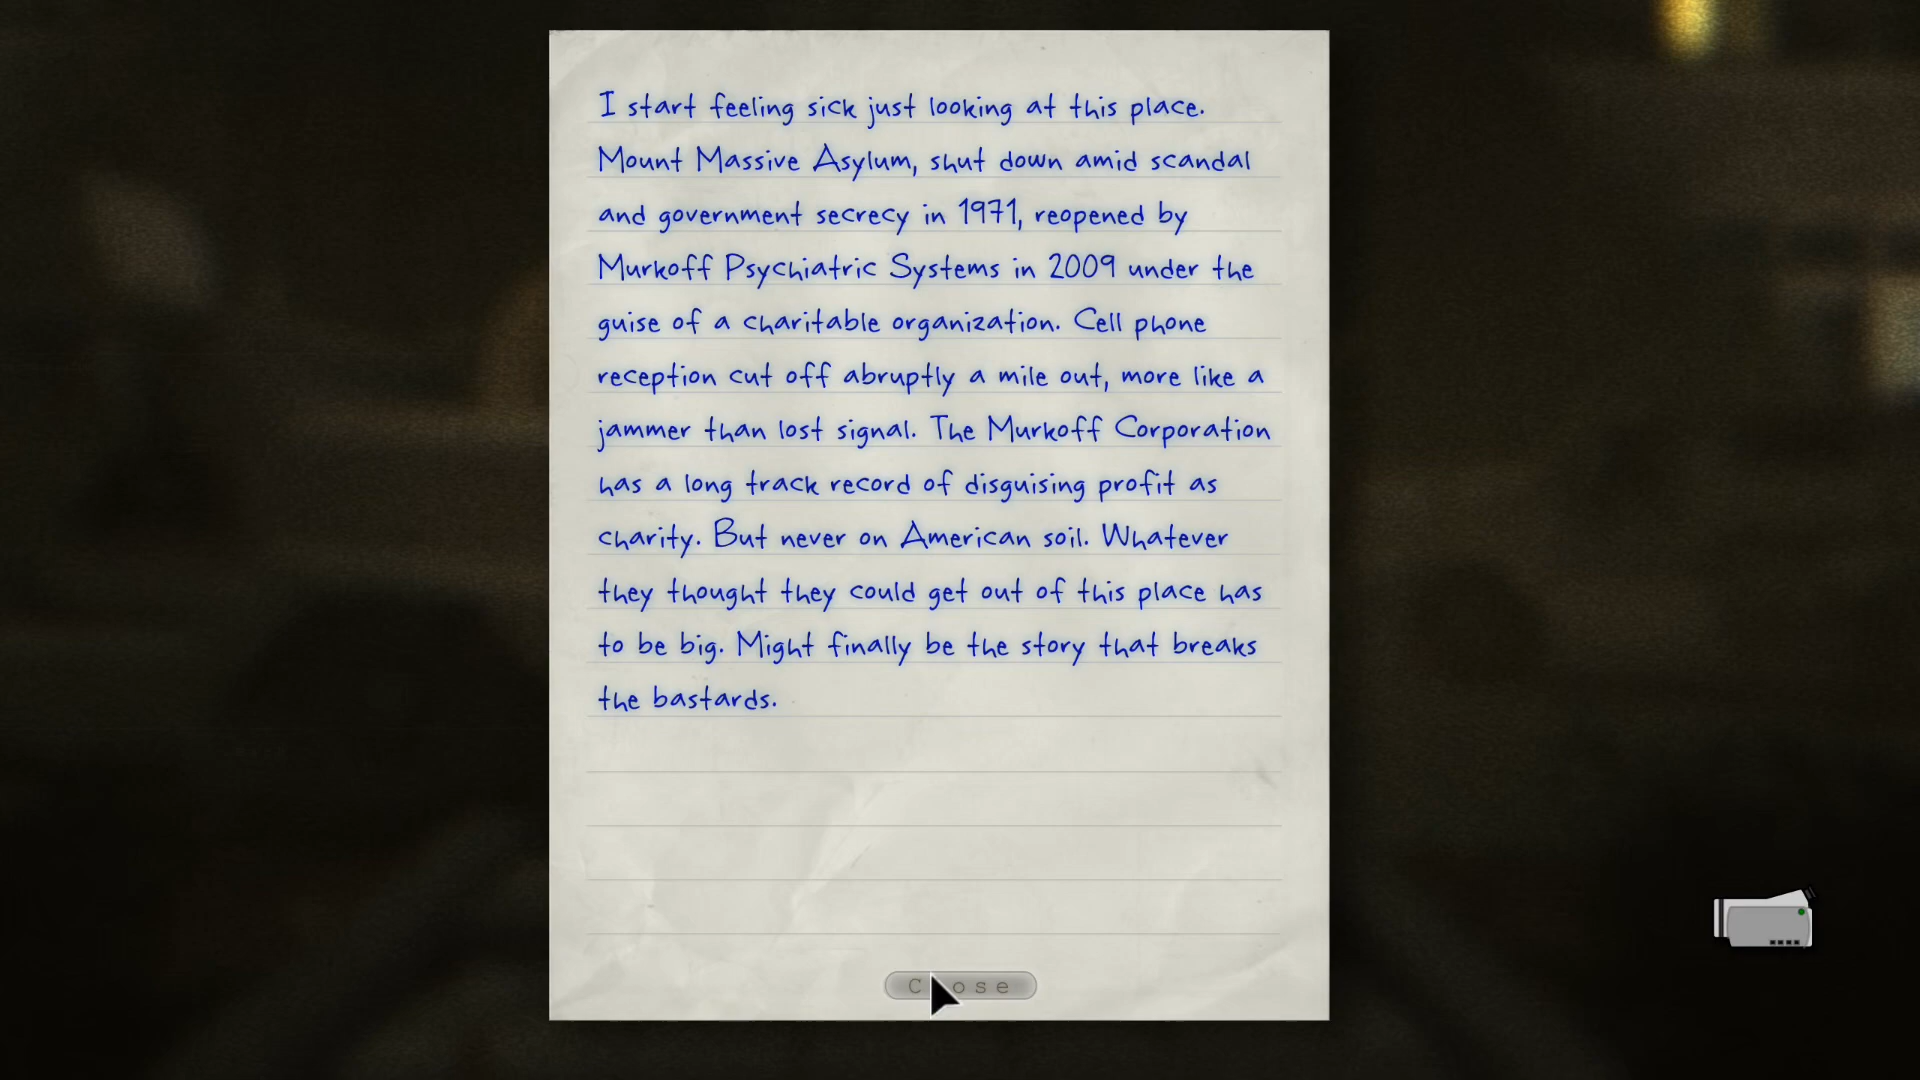 I start feeling sick just looking at this place.
Mount Massive Asylum, shut down amid scandal
and government secrecy in 1971, reopened by
Murkoff Psychiatric Systems in 2009 under the
guise of a charitable organization. Cell phone
reception cut off abruptly a mile out, more like a
jammer than lost signal. The Murkoff Corporation
has a long track record of disguising profit as
charity. But never on American soil. Whatever
they thought they could get out of this place has
to be big. Might finally be the story that breaks
the bastards.
Close